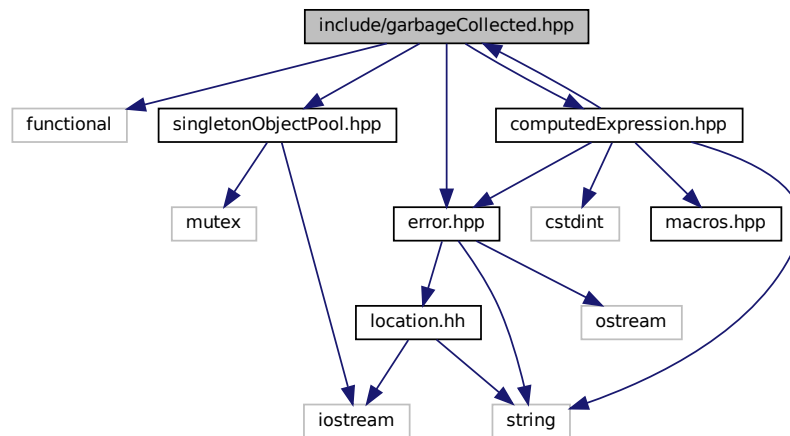 include/garbageCollected.hpp
functional
singletonObjectPool.hpp
computedExpression.hpp
mutex
error.hpp
cstdint
macros.hpp
location.hh
ostream
iostream
string